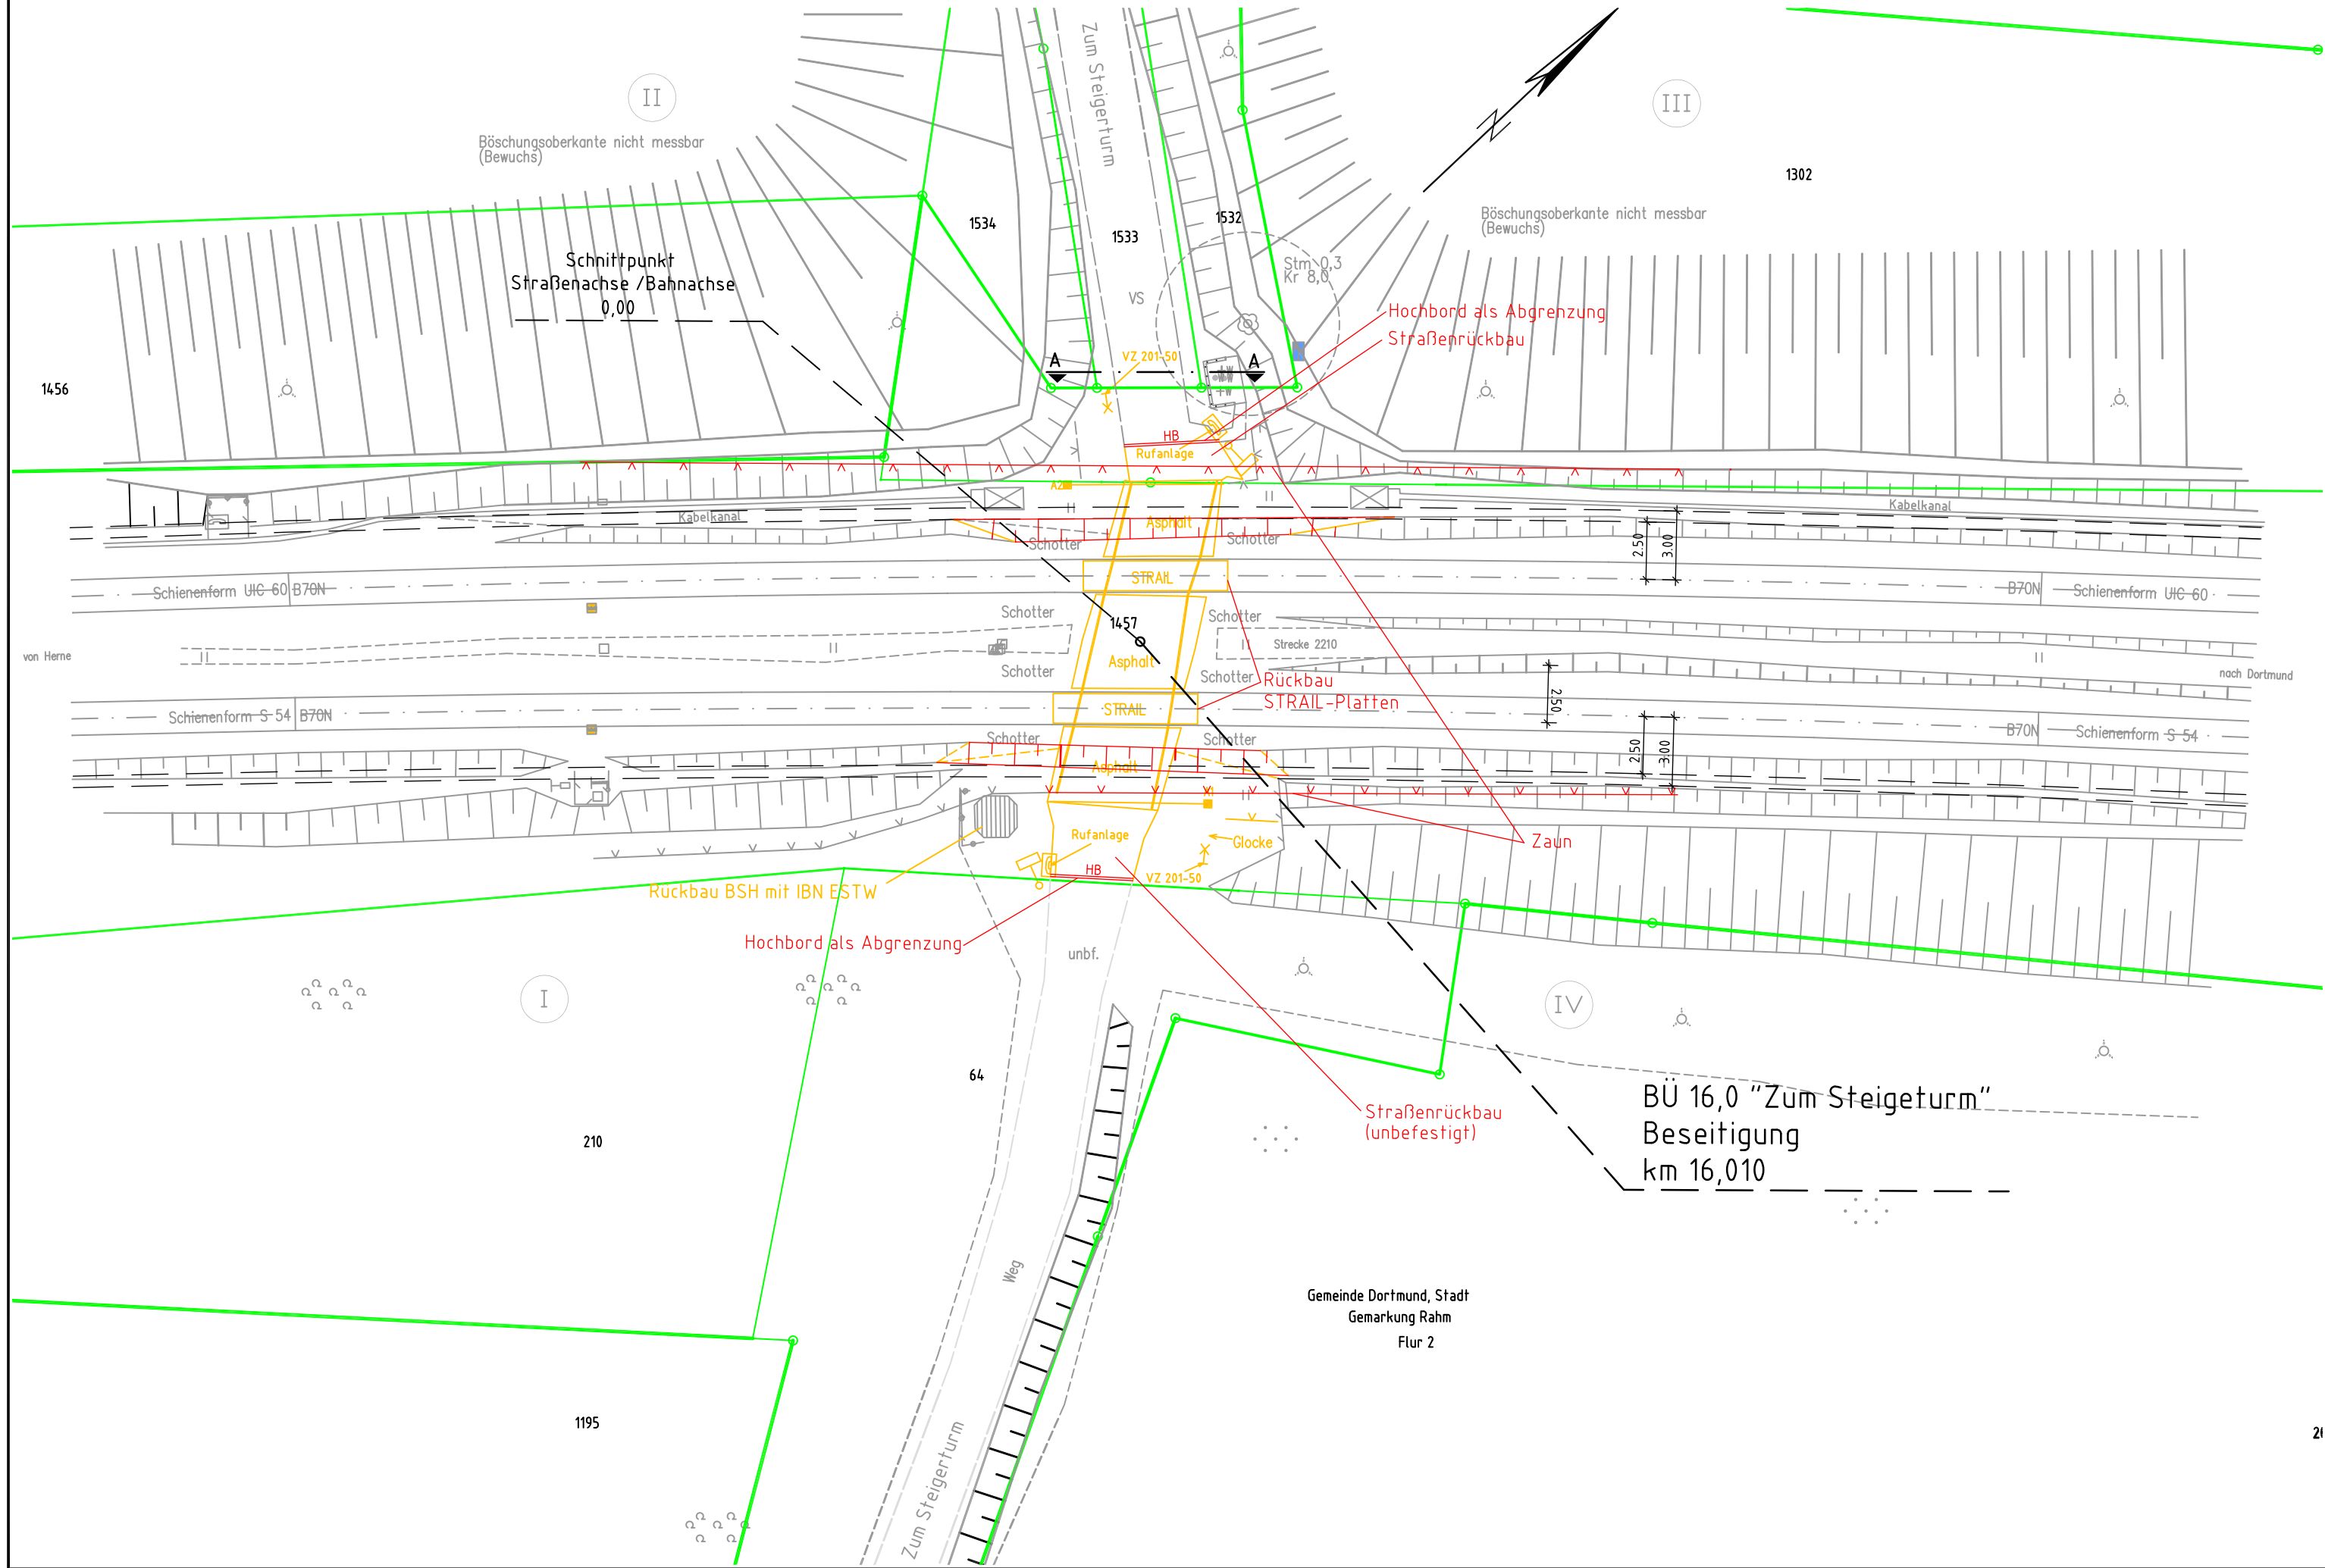 Zum Steigerturm
II
III
Böschungsoberkante nicht messbar
(Bewuchs)
1302
1534
1532
1533
Böschungsoberkante nicht messbar
(Bewuchs)
Schnittpunkt
Straßenachse /Bahnachse
0,00
Stm 0,3
Kr 8,0
VS
Hochbord als Abgrenzung
Straßenrückbau
A
VZ 201-50
A
1456
HB
Rufanlage
A2
Kabelkanal
Asphalt
Kabelkanal
Schotter
Schotter
2.50
3.00
Schienenform UIC 60
B70N
STRAIL
B70N
Schienenform UIC 60
Schotter
Schotter
1457
von Herne
Asphalt
Strecke 2210
Schotter
Schotter
nach Dortmund
Rückbau
STRAIL-Platten
2.50
Schienenform S 54
B70N
STRAIL
B70N
Schienenform S 54
Schotter
Schotter
2.50
3.00
Asphalt
Rufanlage
Glocke
Zaun
HB
VZ 201-50
Rückbau BSH mit IBN ESTW
Hochbord als Abgrenzung
unbf.
I
IV
64
BÜ 16,0 "Zum Steigeturm"
Beseitigung
km 16,010
Straßenrückbau
(unbefestigt)
210
Weg
Gemeinde Dortmund, Stadt
Gemarkung Rahm
Flur 2
1195
Zum Steigerturm